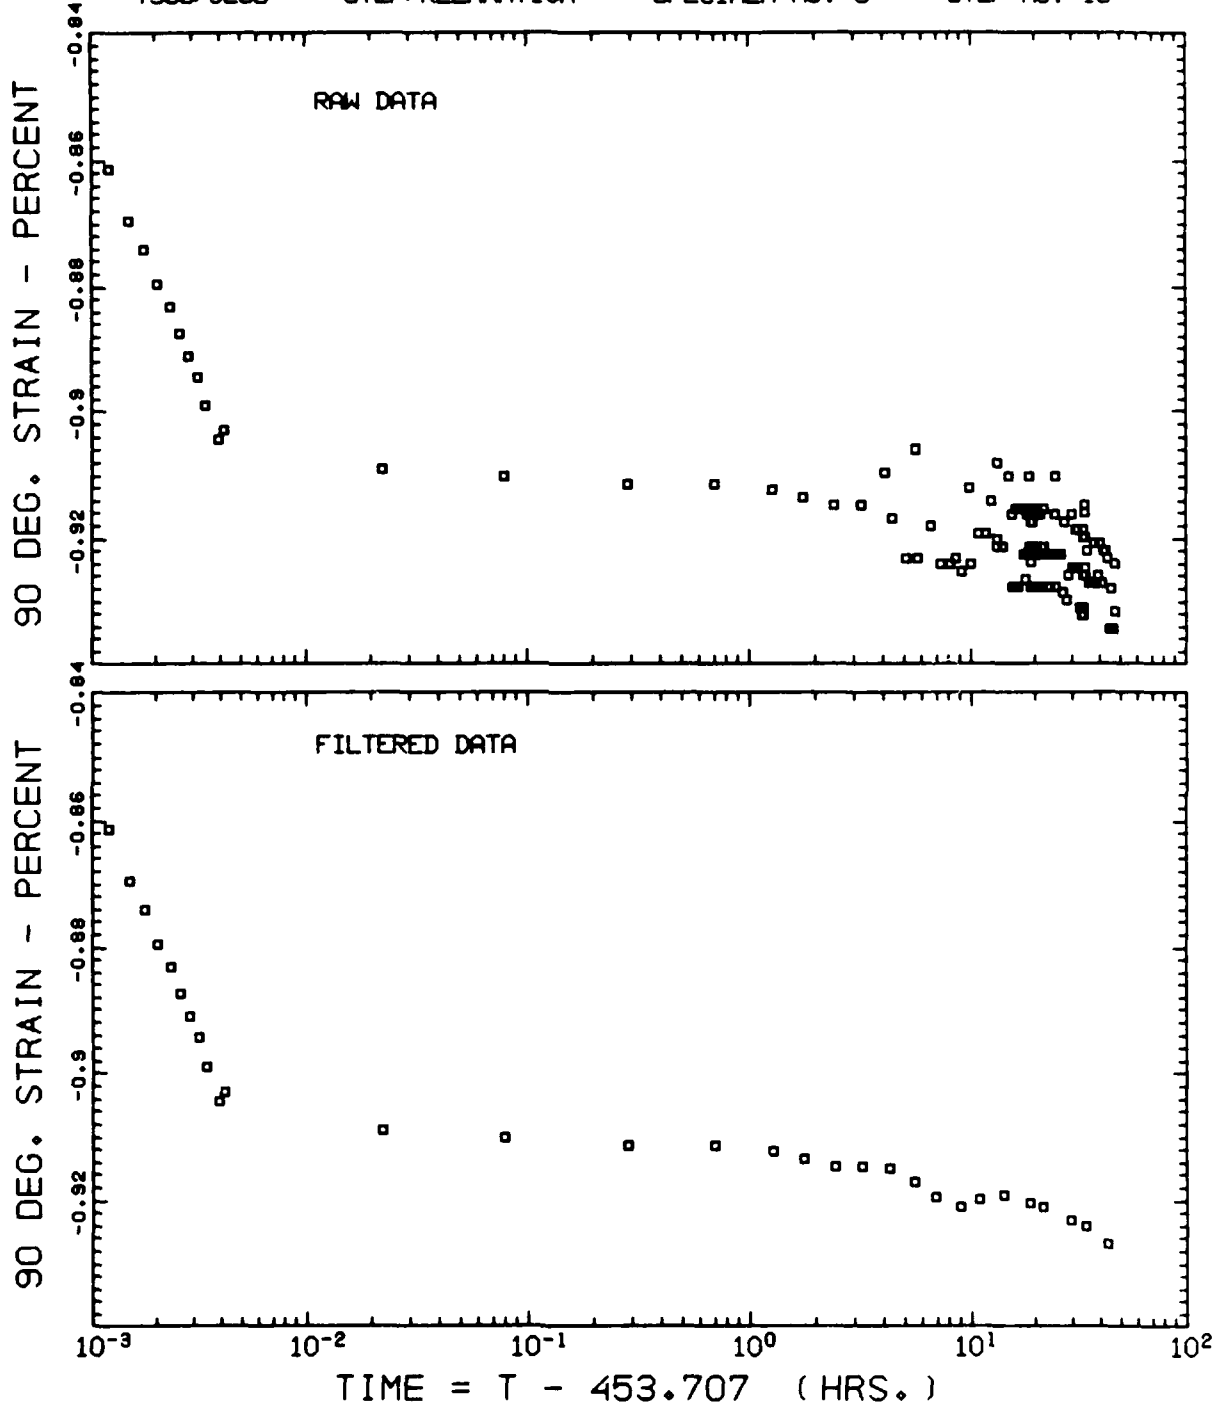 RAW DATA
90 DEG. STRAIN - PERCENT
-0.84
-0.86
-0.88
-0.9
-0.92
FILTERED DATA
90 DEG. STRAIN - PERCENT
-0.84
-0.86
-0.88
-0.9
-0.92
10⁻³ 10⁻² 10⁻¹ 10⁰ 10¹ 10²
TIME = T - 453.707 (HRS.)